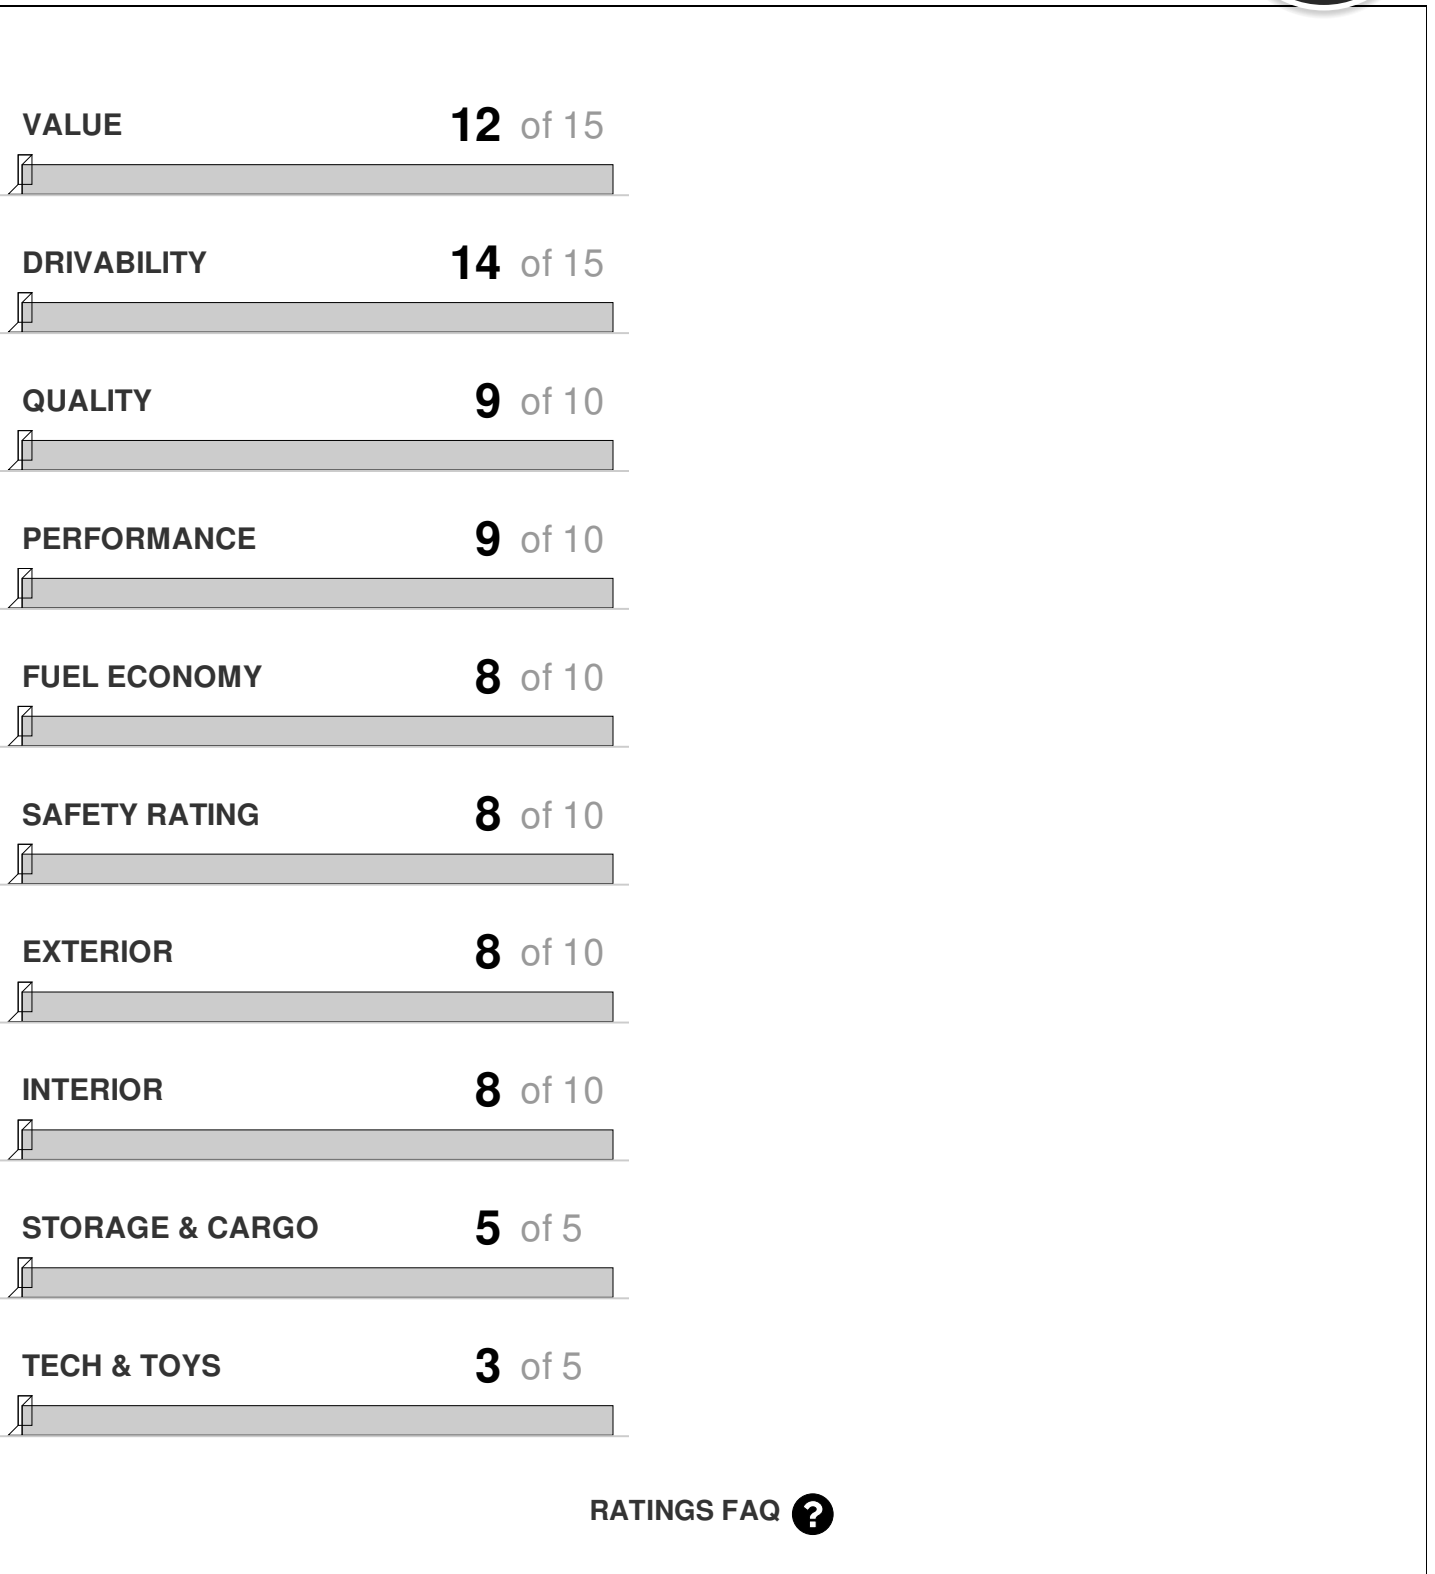 VALUE 12 of 15
DRIVABILITY 14 of 15
QUALITY 9 of 10
PERFORMANCE 9 of 10
FUEL ECONOMY 8 of 10
SAFETY RATING 8 of 10
EXTERIOR 8 of 10
INTERIOR 8 of 10
STORAGE & CARGO 5 of 5
TECH & TOYS 3 of 5
RATINGS FAQ ?